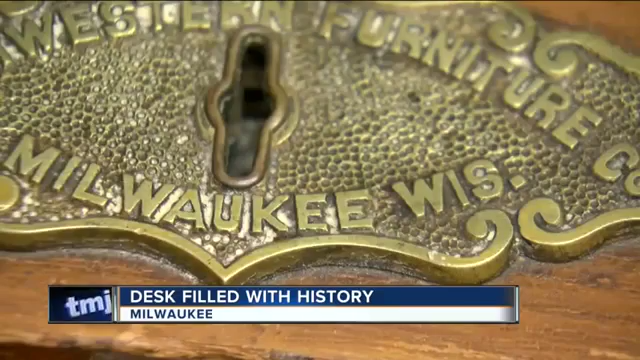 WESTERN FURNITURE CO
MILWAUKEE WIS.
tmj
DESK FILLED WITH HISTORY
MILWAUKEE